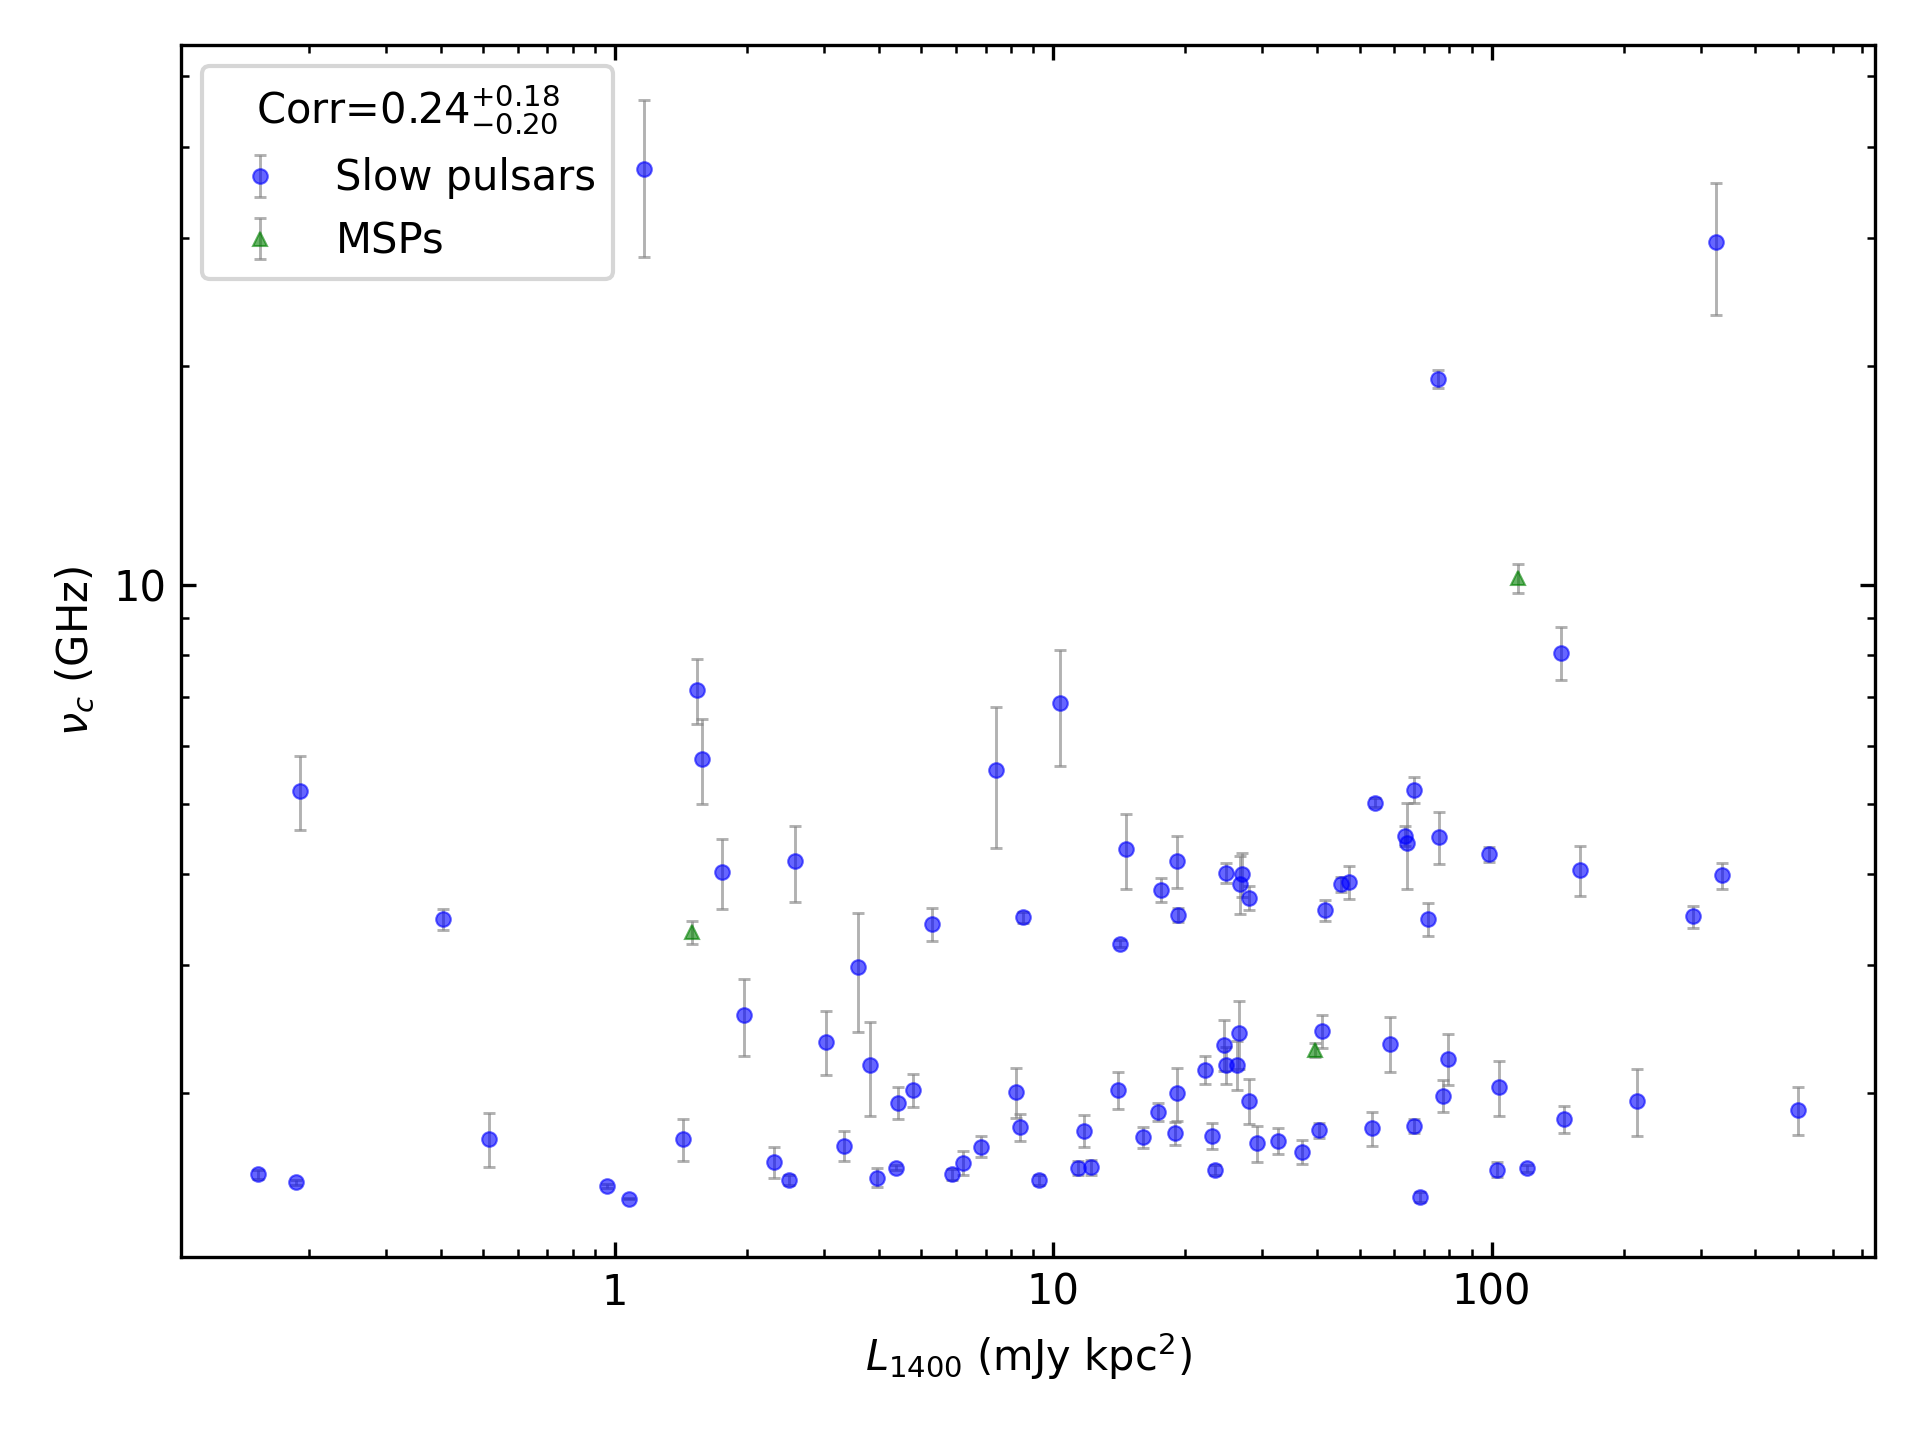 Corr=0.24$^{+0.18}_{-0.20}$
Slow pulsars
MSPs
10
ν$_c$ (GHz)
1 10 100
L$_{1400}$ (mJy kpc$^2$)